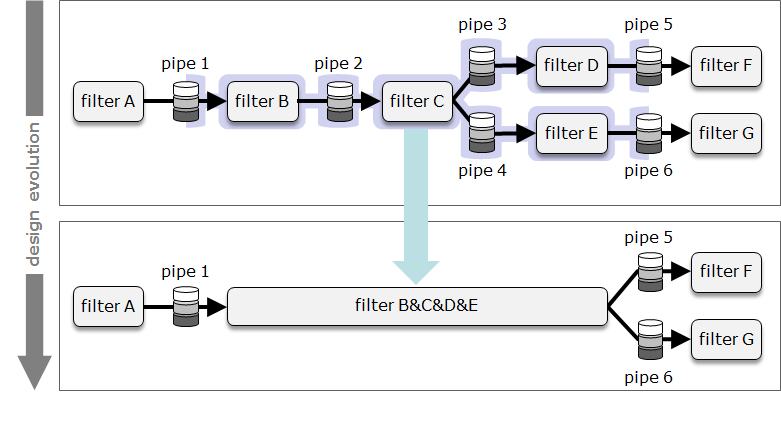 design evolution
pipe 3
pipe 5
pipe 1
pipe 2
filter D
filter F
filter A
filter B
filter C
filter E
filter G
pipe 4
pipe 6
pipe 5
pipe 1
filter F
filter A
filter B&C&D&E
filter G
pipe 6